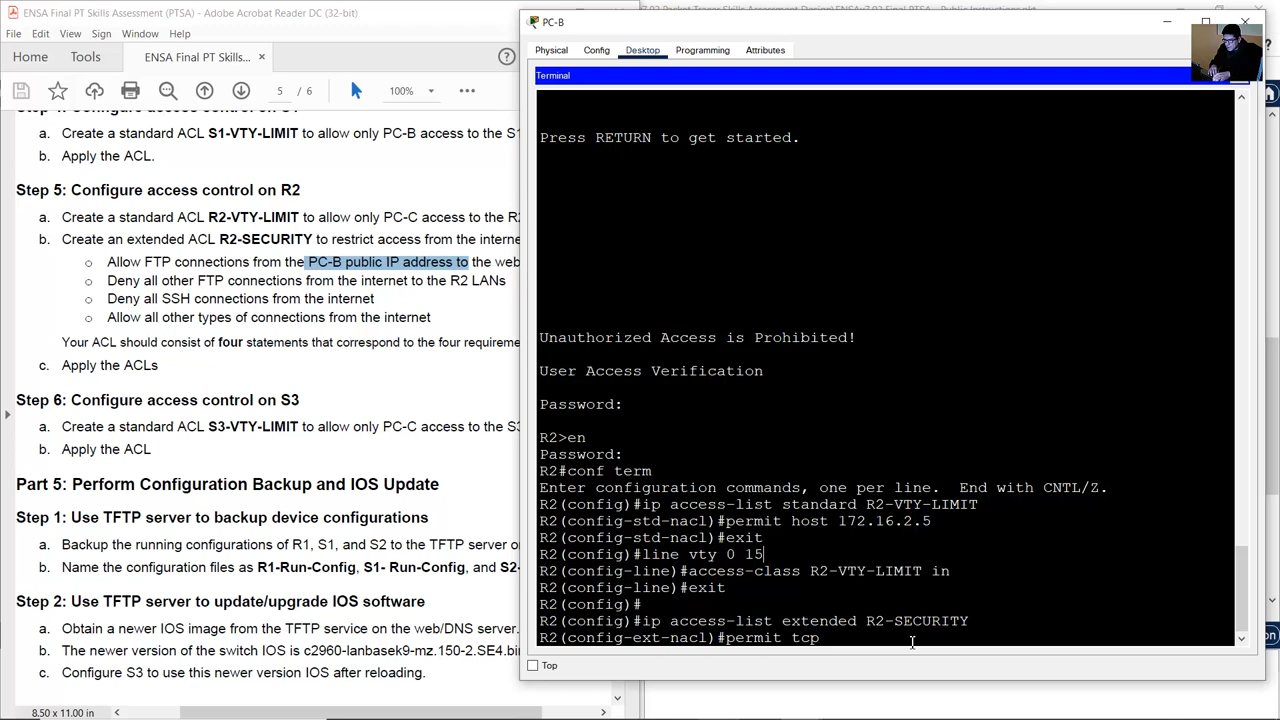 ENSA Final PT Skills Assessment (PTSA) - Adobe Acrobat Reader DC (32-bit)
File Edit View Sign Window Help
Home Tools ENSA Final PT Skills... ×
5 / 6 100%
a. Create a standard ACL S1-VTY-LIMIT to allow only PC-B access to the S1
b. Apply the ACL.
Step 5: Configure access control on R2
a. Create a standard ACL R2-VTY-LIMIT to allow only PC-C access to the R2
b. Create an extended ACL R2-SECURITY to restrict access from the internet
○ Allow FTP connections from the PC-B public IP address to the web
○ Deny all other FTP connections from the internet to the R2 LANs
○ Deny all SSH connections from the internet
○ Allow all other types of connections from the internet
Your ACL should consist of four statements that correspond to the four requireme
c. Apply the ACLs
Step 6: Configure access control on S3
a. Create a standard ACL S3-VTY-LIMIT to allow only PC-C access to the S3
b. Apply the ACL
Part 5: Perform Configuration Backup and IOS Update
Step 1: Use TFTP server to backup device configurations
a. Backup the running configurations of R1, S1, and S2 to the TFTP server on
b. Name the configuration files as R1-Run-Config, S1- Run-Config, and S2-
Step 2: Use TFTP server to update/upgrade IOS software
a. Obtain a newer IOS image from the TFTP service on the web/DNS server.
b. The newer version of the switch IOS is c2960-lanbasek9-mz.150-2.SE4.bin
c. Configure S3 to use this newer version IOS after reloading.
8.50 x 11.00 in
PC-B
Physical Config Desktop Programming Attributes
Terminal
Press RETURN to get started.
Unauthorized Access is Prohibited!
User Access Verification
Password:
R2>en
Password:
R2#conf term
Enter configuration commands, one per line. End with CNTL/Z.
R2(config)#ip access-list standard R2-VTY-LIMIT
R2(config-std-nacl)#permit host 172.16.2.5
R2(config-std-nacl)#exit
R2(config)#line vty 0 15
R2(config-line)#access-class R2-VTY-LIMIT in
R2(config-line)#exit
R2(config)#
R2(config)#ip access-list extended R2-SECURITY
R2(config-ext-nacl)#permit tcp
Top